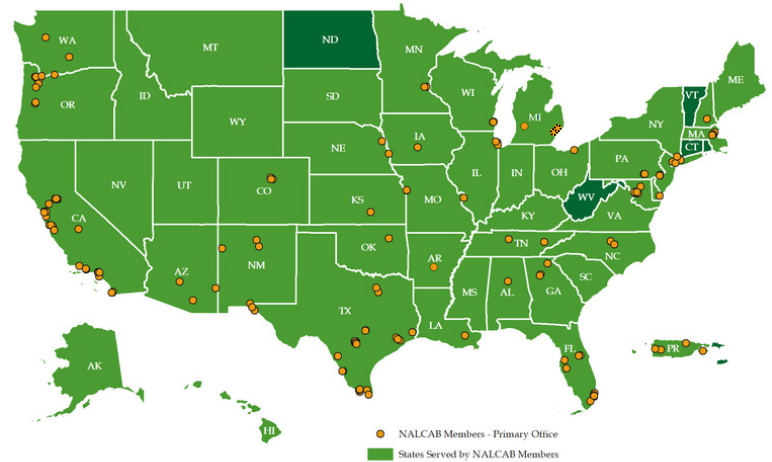 WA
MT
ND
MN
ME
VT
WI
MI
OR
ID
SD
NY
MA
WY
CT
IA
PA
NE
NV
UT
IL
IN
OH
CO
WV
CA
KS
MO
KY
VA
OK
TN
NC
AZ
NM
AR
SC
MS
AL
GA
TX
LA
FL
PR
AK
HI
NALCAB Members - Primary Office
States Served by NALCAB Members